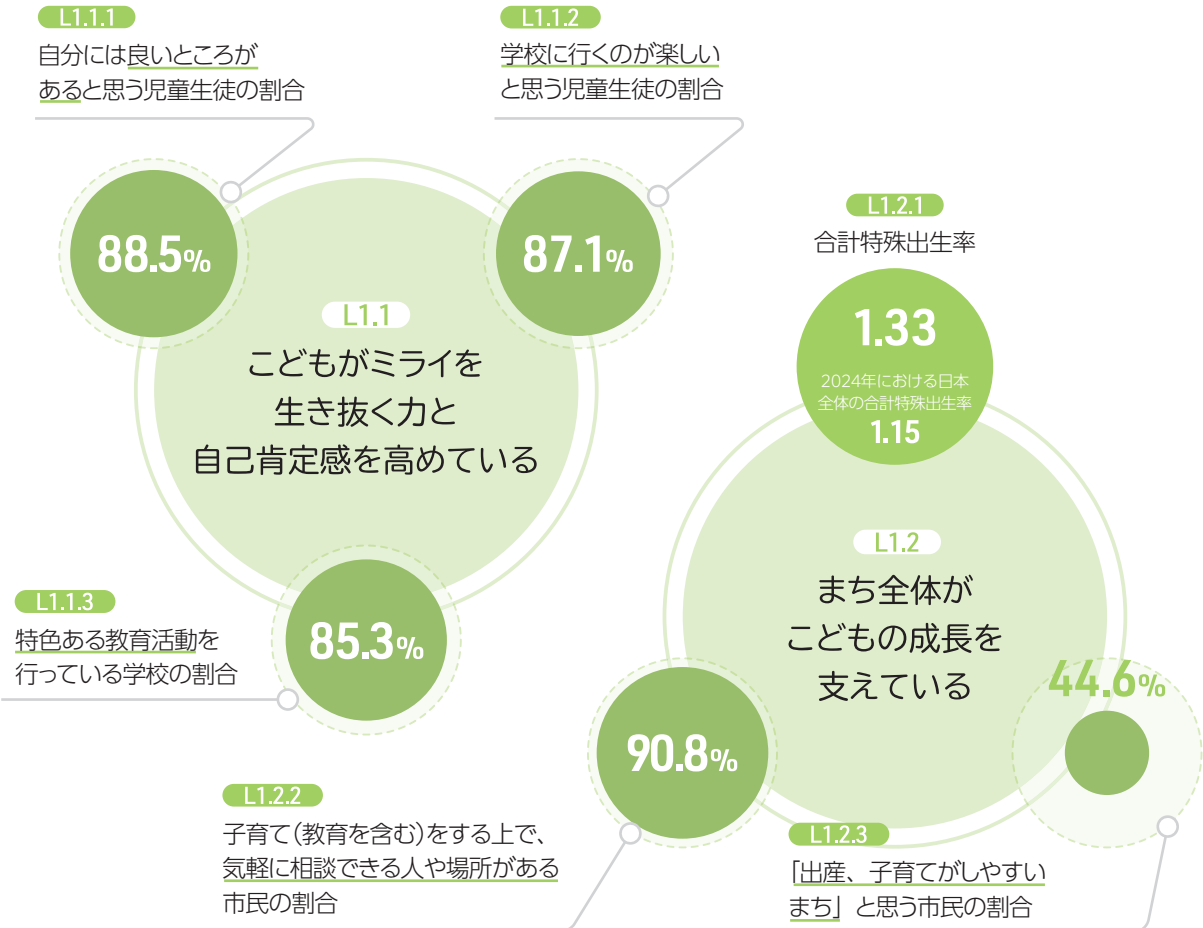 L1.1.1
自分には良いところが
あると思う児童生徒の割合
88.5%
L1.1.2
学校に行くのが楽しい
と思う児童生徒の割合
87.1%
L1.1
こどもがミライを
生き抜く力と
自己肯定感を高めている
L1.1.3
特色ある教育活動を
行っている学校の割合
85.3%
L1.2.1
合計特殊出生率
1.33
2024年における日本
全体の合計特殊出生率
1.15
L1.2
まち全体が
こどもの成長を
支えている
90.8%
L1.2.2
子育て(教育を含む)をする上で、
気軽に相談できる人や場所がある
市民の割合
44.6%
L1.2.3
「出産、子育てがしやすい
まち」と思う市民の割合